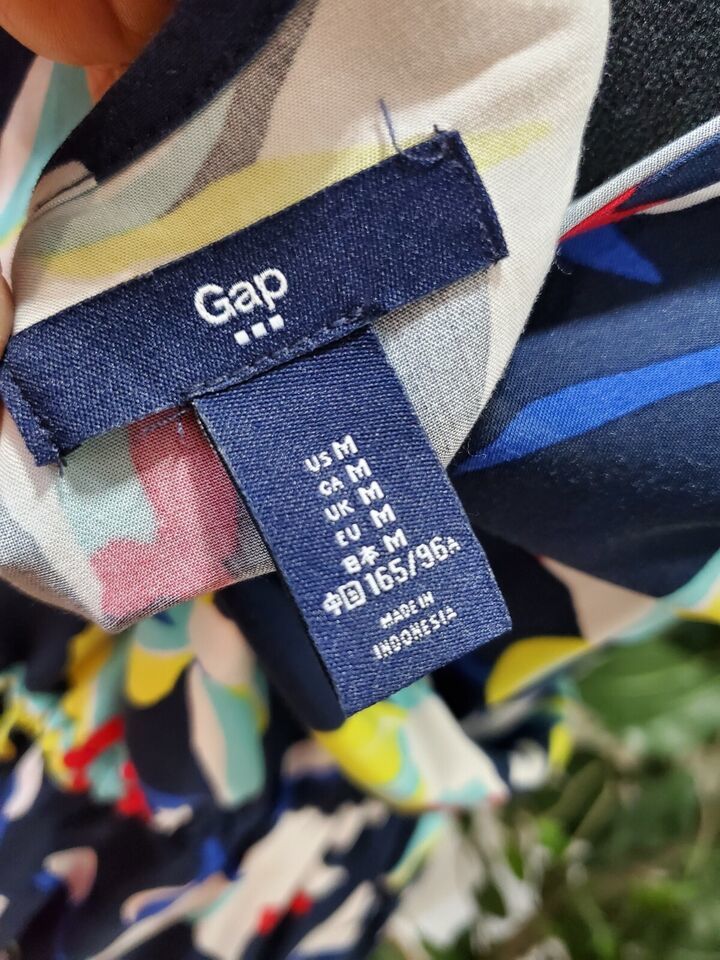 Gap
US M
CA M
UK M
EU M
日本 M
中国 165/96A
MADE IN
INDONESIA